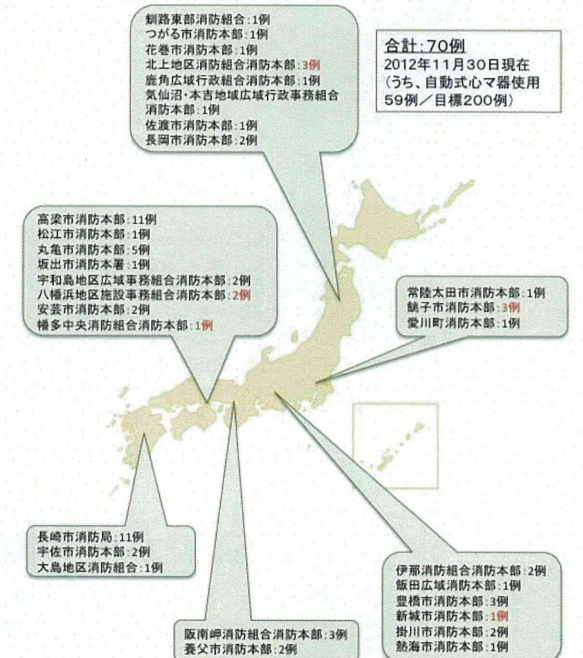 釧路東部消防組合:1例
つがる市消防本部:1例
花巻市消防本部:1例
北上地区消防組合消防本部:3例
鹿角広域行政組合消防本部:1例
気仙沼・本吉地域広域行政事務組合
消防本部:1例
佐渡市消防本部:1例
長岡市消防本部:2例
合計:70例
2012年11月30日現在
(うち、自動式心マ器使用
59例/目標200例)
高梁市消防本部:11例
松江市消防本部:1例
丸亀市消防本部:5例
坂出市消防本署:1例
宇和島地区広域事務組合消防本部:2例
八幡浜地区施設事務組合消防本部:2例
安芸市消防本部:2例
幡多中央消防組合消防本部:1例
常陸太田市消防本部:1例
銚子市消防本部:3例
愛川町消防本部:1例
長崎市消防局:11例
宇佐市消防本部:2例
大島地区消防組合:1例
阪南岬消防組合消防本部:3例
養父市消防本部:2例
伊那消防組合消防本部:2例
飯田広域消防本部:1例
豊橋市消防本部:3例
新城市消防本部:1例
掛川市消防本部:2例
熱海市消防本部:1例